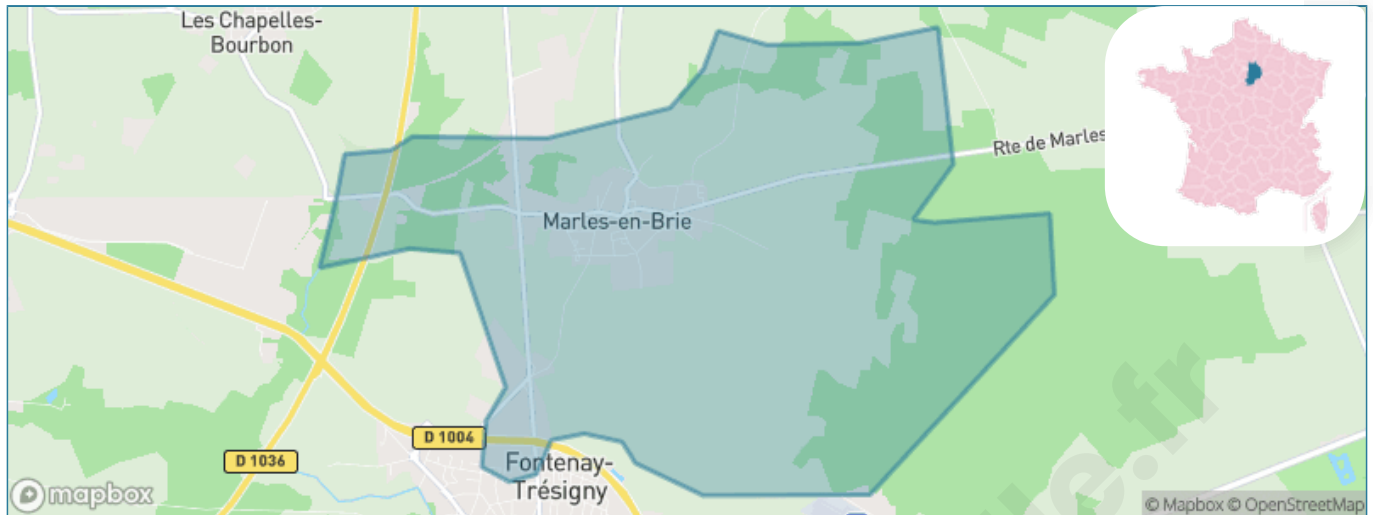 Les Chapelles-
Bourbon
Rte de Marles
Marles-en-Brie
D 1004
D 1036
Fontenay-
Trésigny
mapbox
© Mapbox © OpenStreetMap